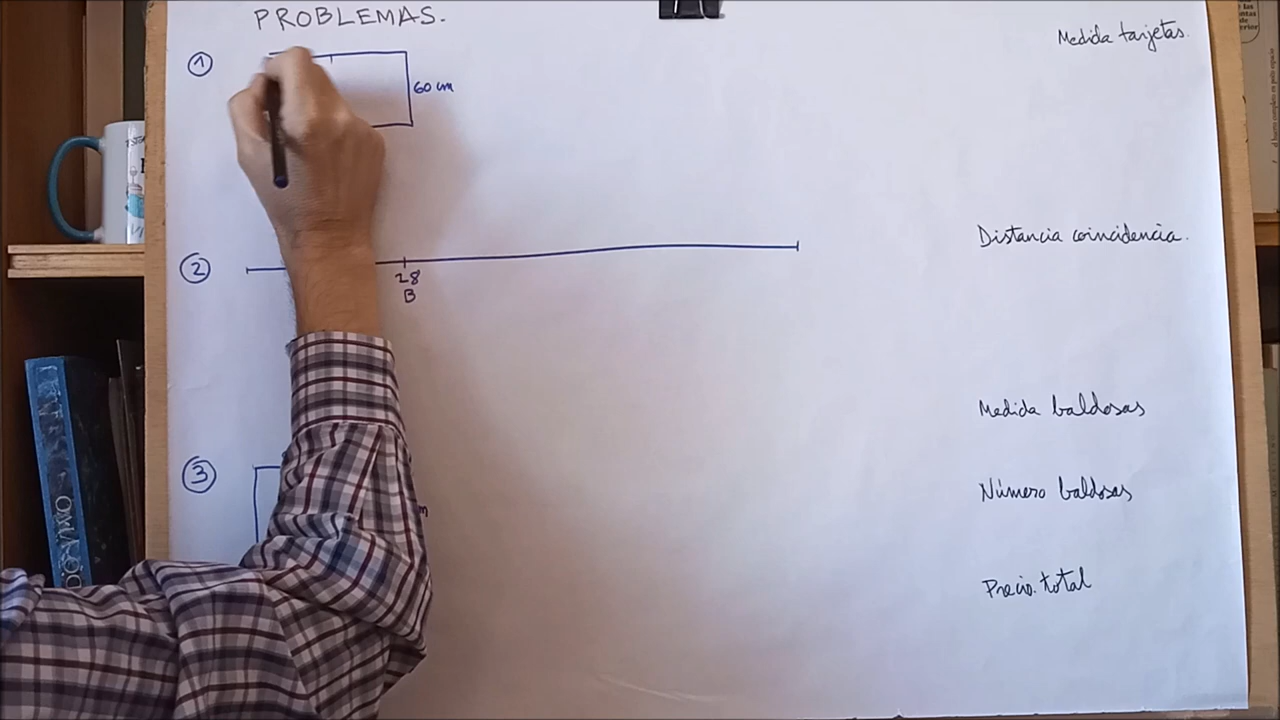 PROBLEMAS.
Medida tarjetas.
1
60 cm
2
28
B
Distancia coincidencia.
Medida baldosas
3
Número baldosas
Precio total